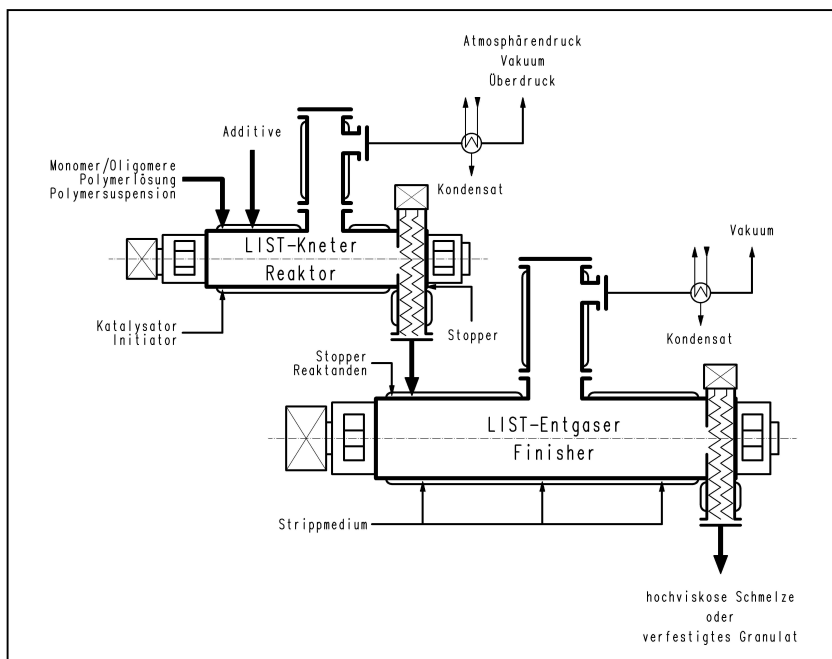 Atmosphärendruck
Vakuum
Überdruck
Additive
Monomer/Oligomere
Polymerlösung
Polymersuspension
Kondensat
LIST-Kneter
Reaktor
Vakuum
Katalysator
Initiator
Stopper
Kondensat
Stopper
Reaktanden
LIST-Entgaser
Finisher
Strippmedium
hochviskose Schmelze
oder
verfestigtes Granulat